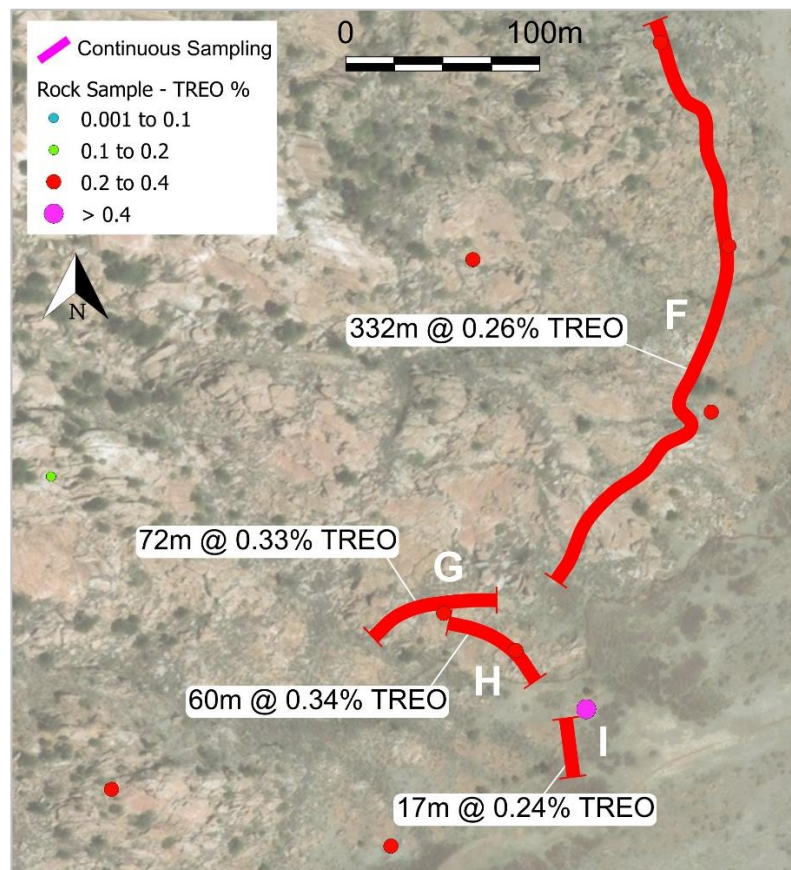 Continuous Sampling
Rock Sample - TREO %
0.001 to 0.1
0.1 to 0.2
0.2 to 0.4
> 0.4
0 100m
N
F
332m @ 0.26% TREO
72m @ 0.33% TREO
G
60m @ 0.34% TREO
H
I
17m @ 0.24% TREO